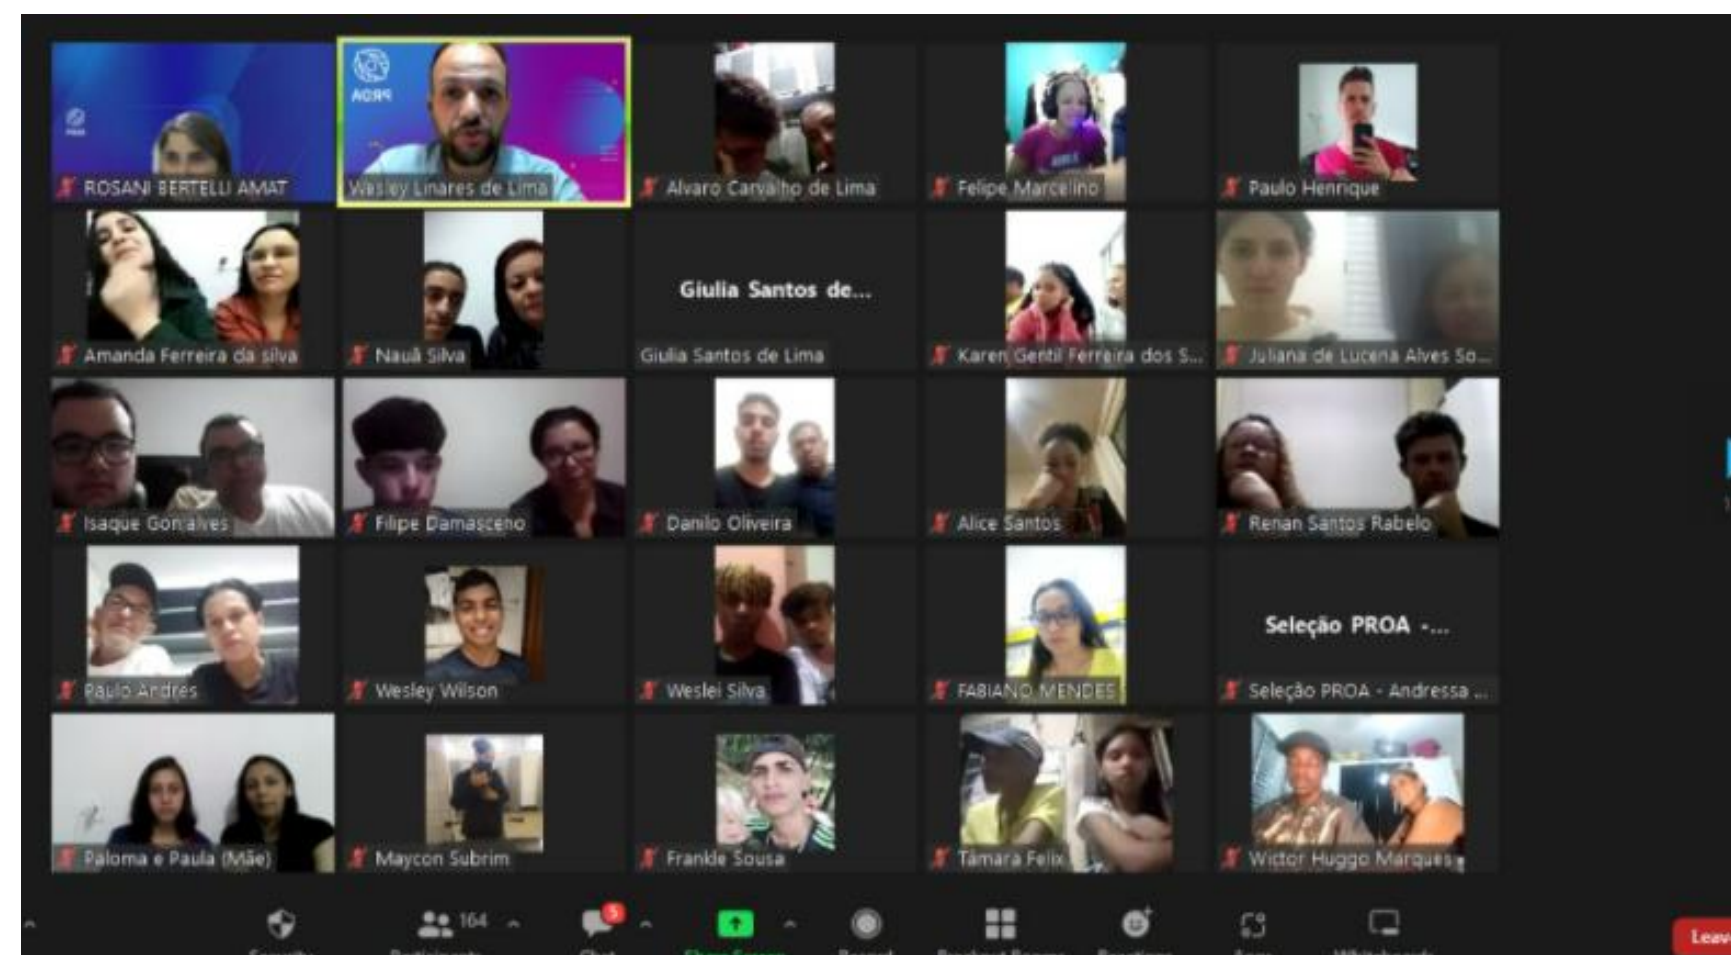 ROSANI BERTELLI AMAT
PROA
Wesley Linares de Lima
Alvaro Carvalho de Lima
Felipe Marcelino
Paulo Henrique
Amanda Ferreira da silva
Nauã Silva
Giulia Santos de...
Giulia Santos de Lima
Karen Gentil Ferreira dos S...
Juliana de Lucena Alves So...
Isaque Gonçalves
Filipe Damasceno
Danilo Oliveira
Alice Santos
Renan Santos Rabelo
Paulo Andres
Wesley Wilson
Weslei Silva
FABIANO MENDES
Seleção PROA -...
Seleção PROA - Andressa ...
Paloma e Paula (Mãe)
Maycon Subrim
Frankle Sousa
Tâmara Felix
Wictor Huggo Marques
164
5
Leave